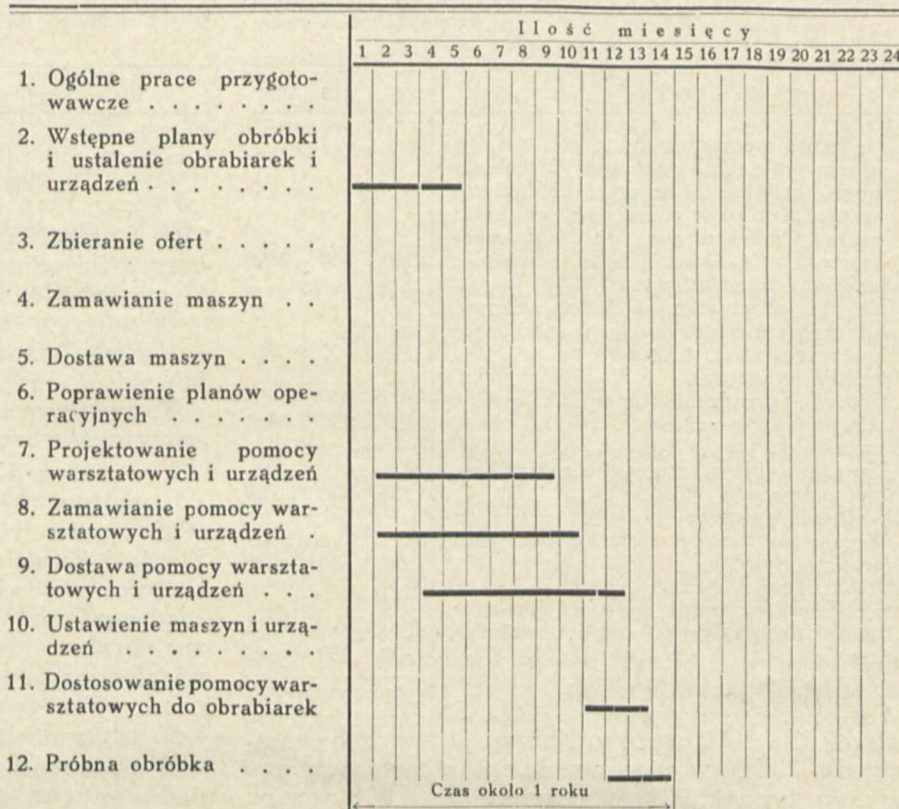 Ilość miesięcy
1 2 3 4 5 6 7 8 9 10 11 12 13 14 15 16 17 18 19 20 21 22 23 24
1. Ogólne prace przygoto-
wawcze . . . . . . . .
2. Wstępne plany obróbki
i ustalenie obrabiarek i
urządzeń . . . . . . . .
3. Zbieranie ofert . . . . .
4. Zamawianie maszyn . .
5. Dostawa maszyn . . . .
6. Poprawienie planów ope-
racyjnych . . . . . . .
7. Projektowanie pomocy
warsztatowych i urządzeń
8. Zamawianie pomocy war-
sztatowych i urządzeń .
9. Dostawa pomocy warszta-
towych i urządzeń . . .
10. Ustawienie maszyn i urzą-
dzeń . . . . . . . . .
11. Dostosowanie pomocy war-
sztatowych do obrabiarek
12. Próbna obróbka . . . .
Czas około 1 roku